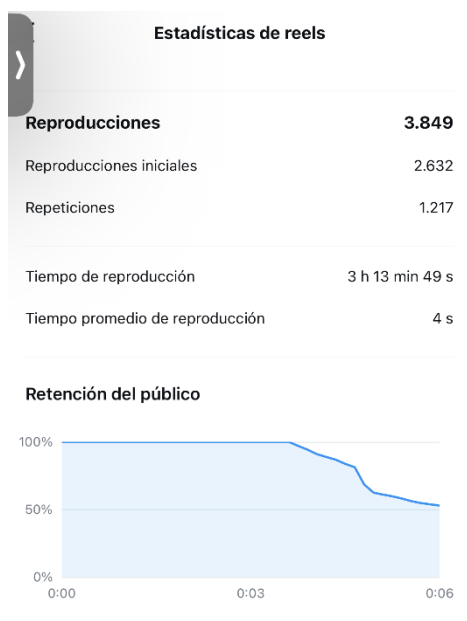 Estadísticas de reels
Reproducciones 3.849
Reproducciones iniciales 2.632
Repeticiones 1.217
Tiempo de reproducción 3 h 13 min 49 s
Tiempo promedio de reproducción 4 s
Retención del público
100%
50%
0%
0:00 0:03 0:06